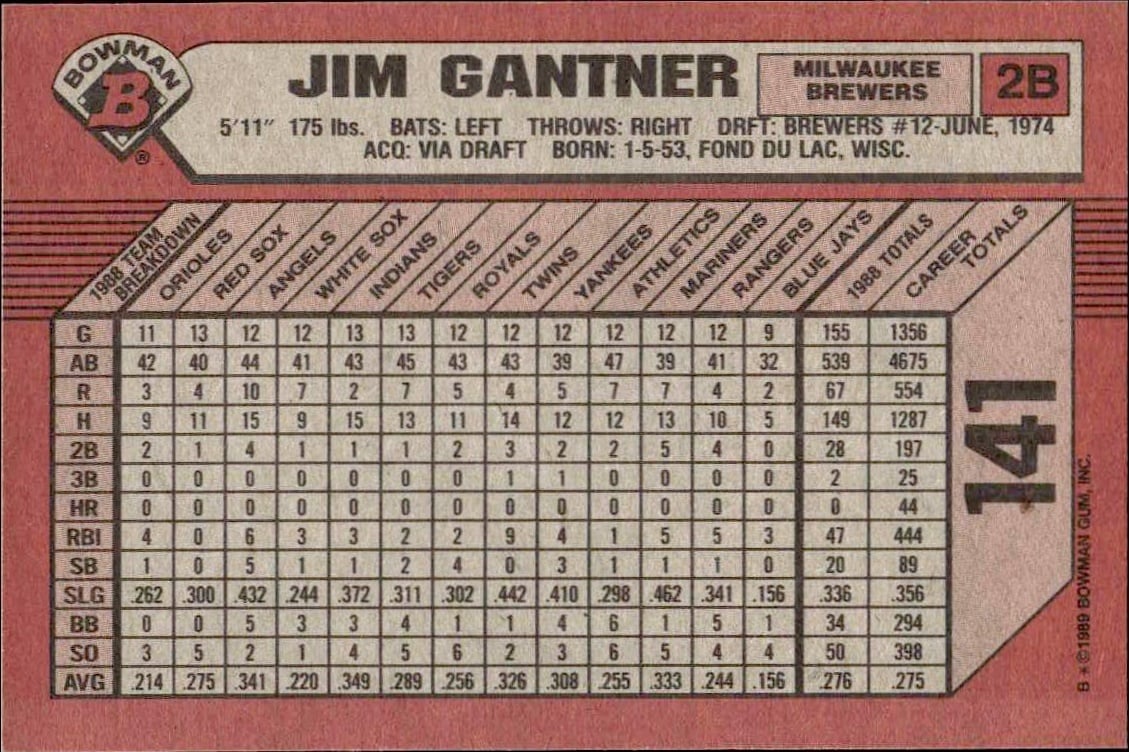 BOWMAN
B
®
JIM GANTNER
MILWAUKEE
BREWERS
2B
5'11" 175 lbs. BATS: LEFT THROWS: RIGHT DRFT: BREWERS #12-JUNE, 1974
ACQ: VIA DRAFT BORN: 1-5-53, FOND DU LAC, WISC.
1988 TEAM BREAKDOWN ORIOLES RED SOX ANGELS WHITE SOX INDIANS TIGERS ROYALS TWINS YANKEES ATHLETICS MARINERS RANGERS BLUE JAYS 1988 TOTALS CAREER TOTALS
G 11 13 12 12 13 13 12 12 12 12 12 12 9 155 1356
AB 42 40 44 41 43 45 43 43 39 47 39 41 32 539 4675
R 3 4 10 7 2 7 5 4 5 7 7 4 2 67 554
H 9 11 15 9 15 13 11 14 12 12 13 10 5 149 1287
2B 2 1 4 1 1 1 2 3 2 2 5 4 0 28 197
3B 0 0 0 0 0 0 0 1 1 0 0 0 0 2 25
HR 0 0 0 0 0 0 0 0 0 0 0 0 0 0 44
RBI 4 0 6 3 3 2 2 9 4 1 5 5 3 47 444
SB 1 0 5 1 1 2 4 0 3 1 1 1 0 20 89
SLG .262 .300 .432 .244 .372 .311 .302 .442 .410 .298 .462 .341 .156 .336 .356
BB 0 0 5 3 3 4 1 1 4 6 1 5 1 34 294
SO 3 5 2 1 4 5 6 2 3 6 5 4 4 50 398
AVG .214 .275 .341 .220 .349 .289 .256 .326 .308 .255 .333 .244 .156 .276 .275
141
B * © 1989 BOWMAN GUM, INC.